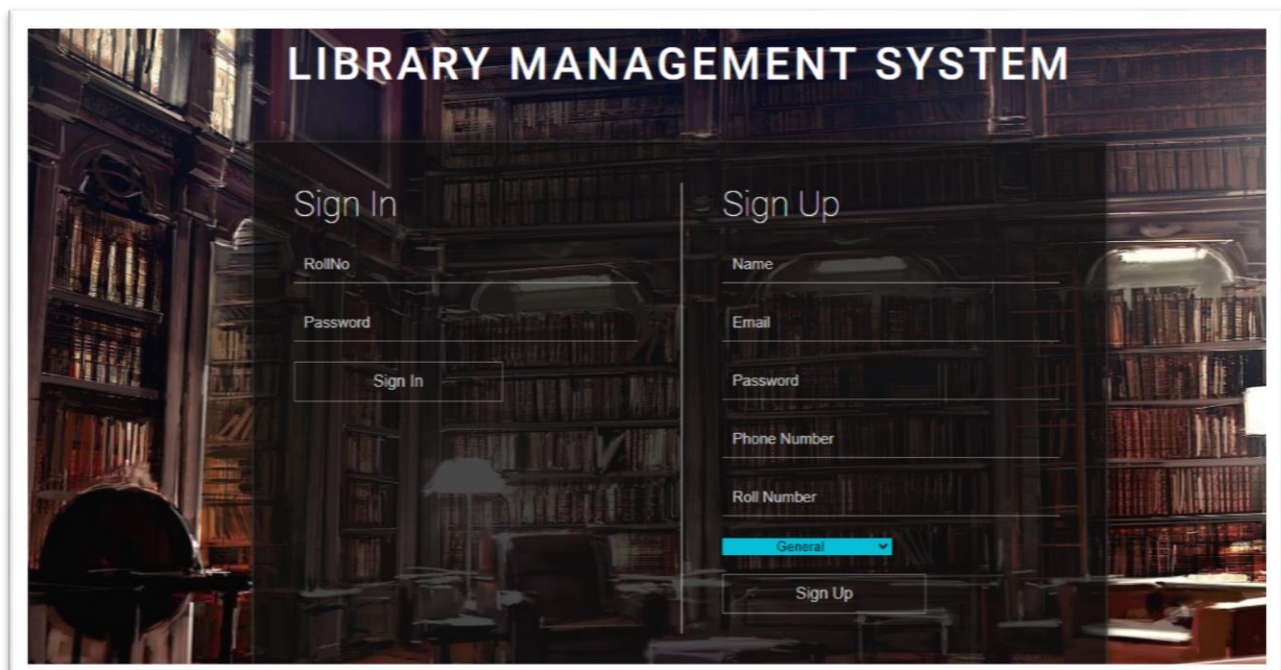 LIBRARY MANAGEMENT SYSTEM
Sign In
RollNo
Password
Sign In
Sign Up
Name
Email
Password
Phone Number
Roll Number
General
Sign Up